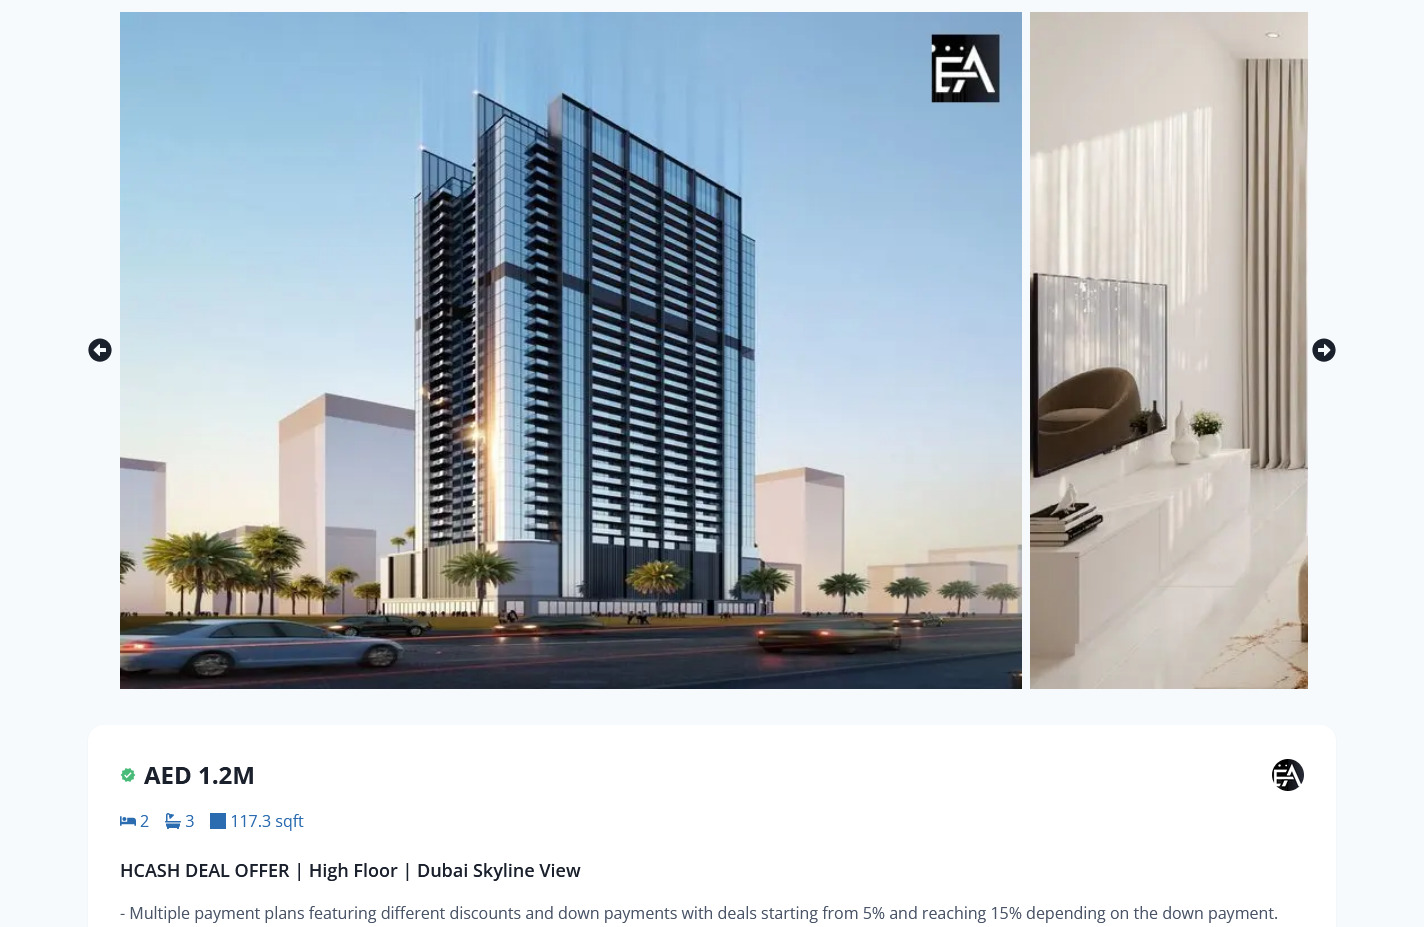 EA
AED 1.2M
EA
2 3 117.3 sqft
HCASH DEAL OFFER | High Floor | Dubai Skyline View
- Multiple payment plans featuring different discounts and down payments with deals starting from 5% and reaching 15% depending on the down payment.